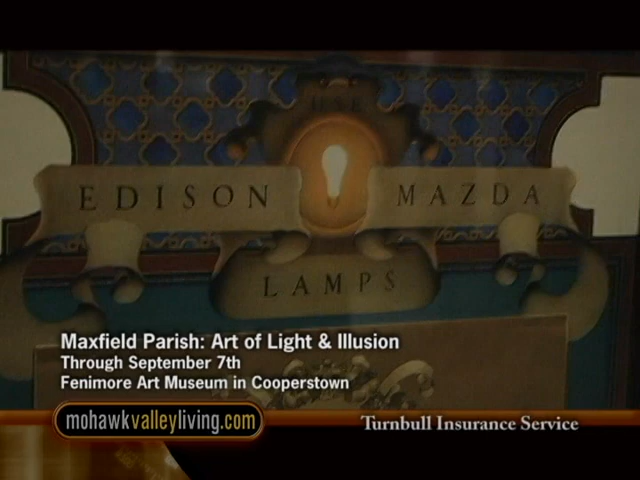 USE
EDISON MAZDA
LAMPS
Maxfield Parish: Art of Light & Illusion
Through September 7th
Fenimore Art Museum in Cooperstown
mohawkvalleyliving.com
Turnbull Insurance Service